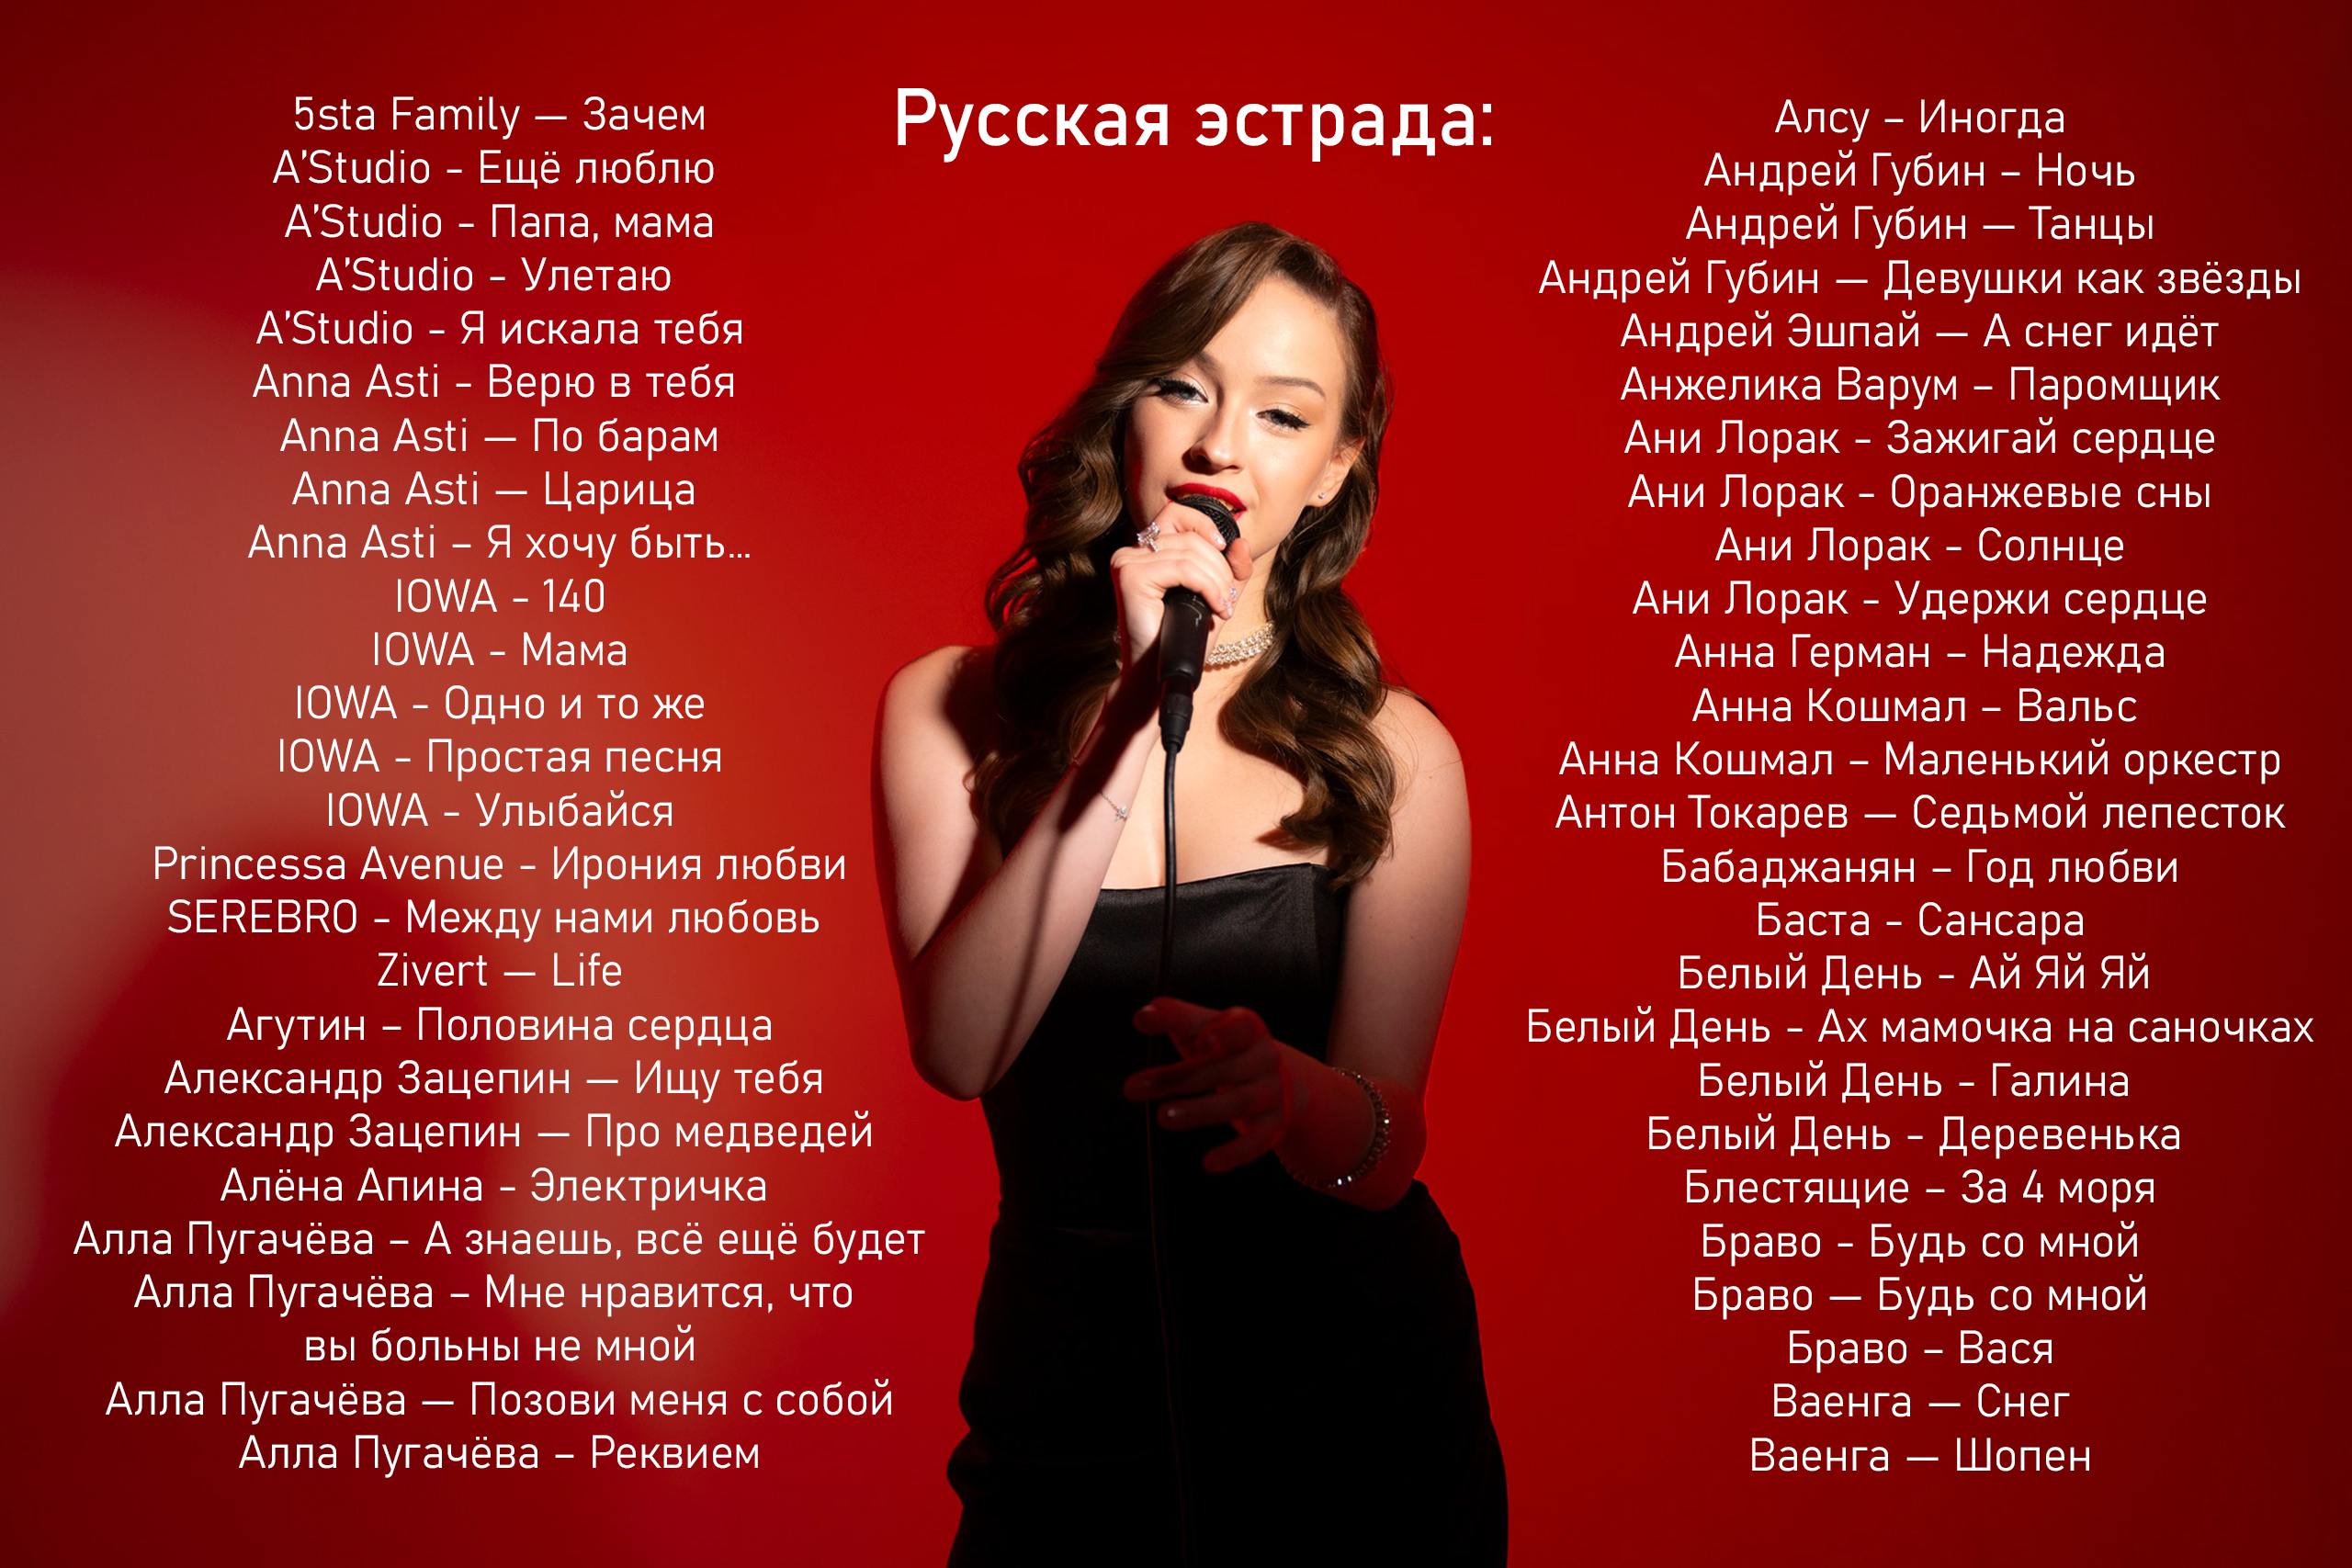 Русская эстрада:
5sta Family — Зачем
A’Studio - Ещё люблю
A’Studio - Папа, мама
A’Studio - Улетаю
A’Studio - Я искала тебя
Anna Asti - Верю в тебя
Anna Asti — По барам
Anna Asti — Царица
Anna Asti – Я хочу быть...
IOWA - 140
IOWA - Мама
IOWA - Одно и то же
IOWA - Простая песня
IOWA - Улыбайся
Princessa Avenue - Ирония любви
SEREBRO - Между нами любовь
Zivert — Life
Агутин – Половина сердца
Александр Зацепин — Ищу тебя
Александр Зацепин — Про медведей
Алёна Апина - Электричка
Алла Пугачёва – А знаешь, всё ещё будет
Алла Пугачёва – Мне нравится, что
вы больны не мной
Алла Пугачёва — Позови меня с собой
Алла Пугачёва – Реквием
Алсу – Иногда
Андрей Губин – Ночь
Андрей Губин — Танцы
Андрей Губин — Девушки как звёзды
Андрей Эшпай — А снег идёт
Анжелика Варум – Паромщик
Ани Лорак - Зажигай сердце
Ани Лорак - Оранжевые сны
Ани Лорак - Солнце
Ани Лорак - Удержи сердце
Анна Герман – Надежда
Анна Кошмал – Вальс
Анна Кошмал – Маленький оркестр
Антон Токарев — Седьмой лепесток
Бабаджанян – Год любви
Баста - Сансара
Белый День - Ай Яй Яй
Белый День - Ах мамочка на саночках
Белый День - Галина
Белый День - Деревенька
Блестящие – За 4 моря
Браво - Будь со мной
Браво — Будь со мной
Браво – Вася
Ваенга — Снег
Ваенга — Шопен